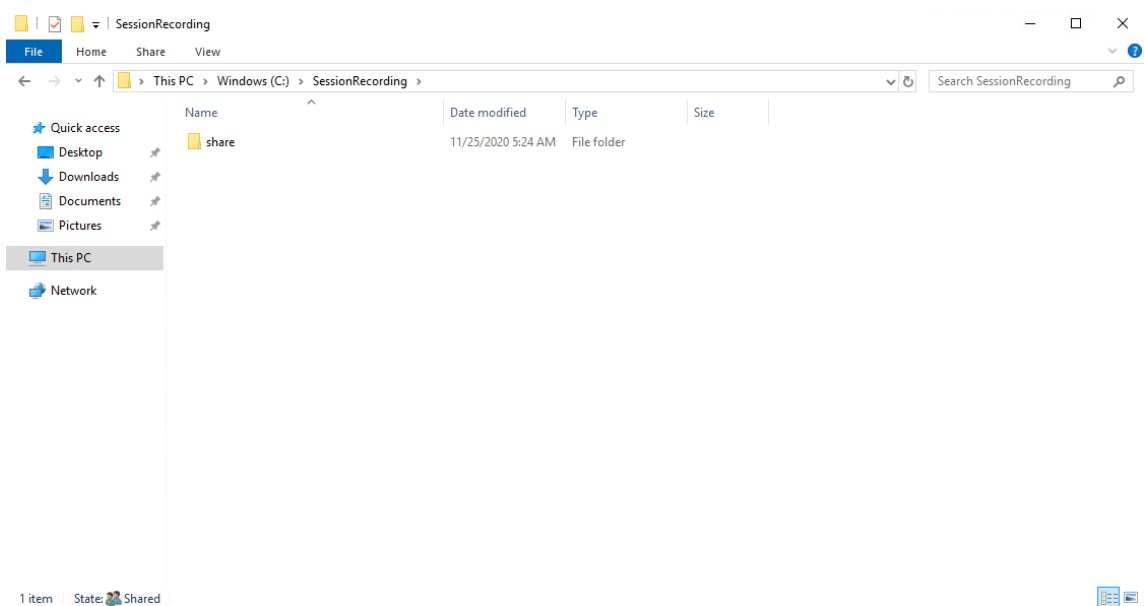 SessionRecording
File Home Share View
This PC > Windows (C:) > SessionRecording >
Search SessionRecording
Name Date modified Type Size
share 11/25/2020 5:24 AM File folder
Quick access
Desktop
Downloads
Documents
Pictures
This PC
Network
1 item State: Shared